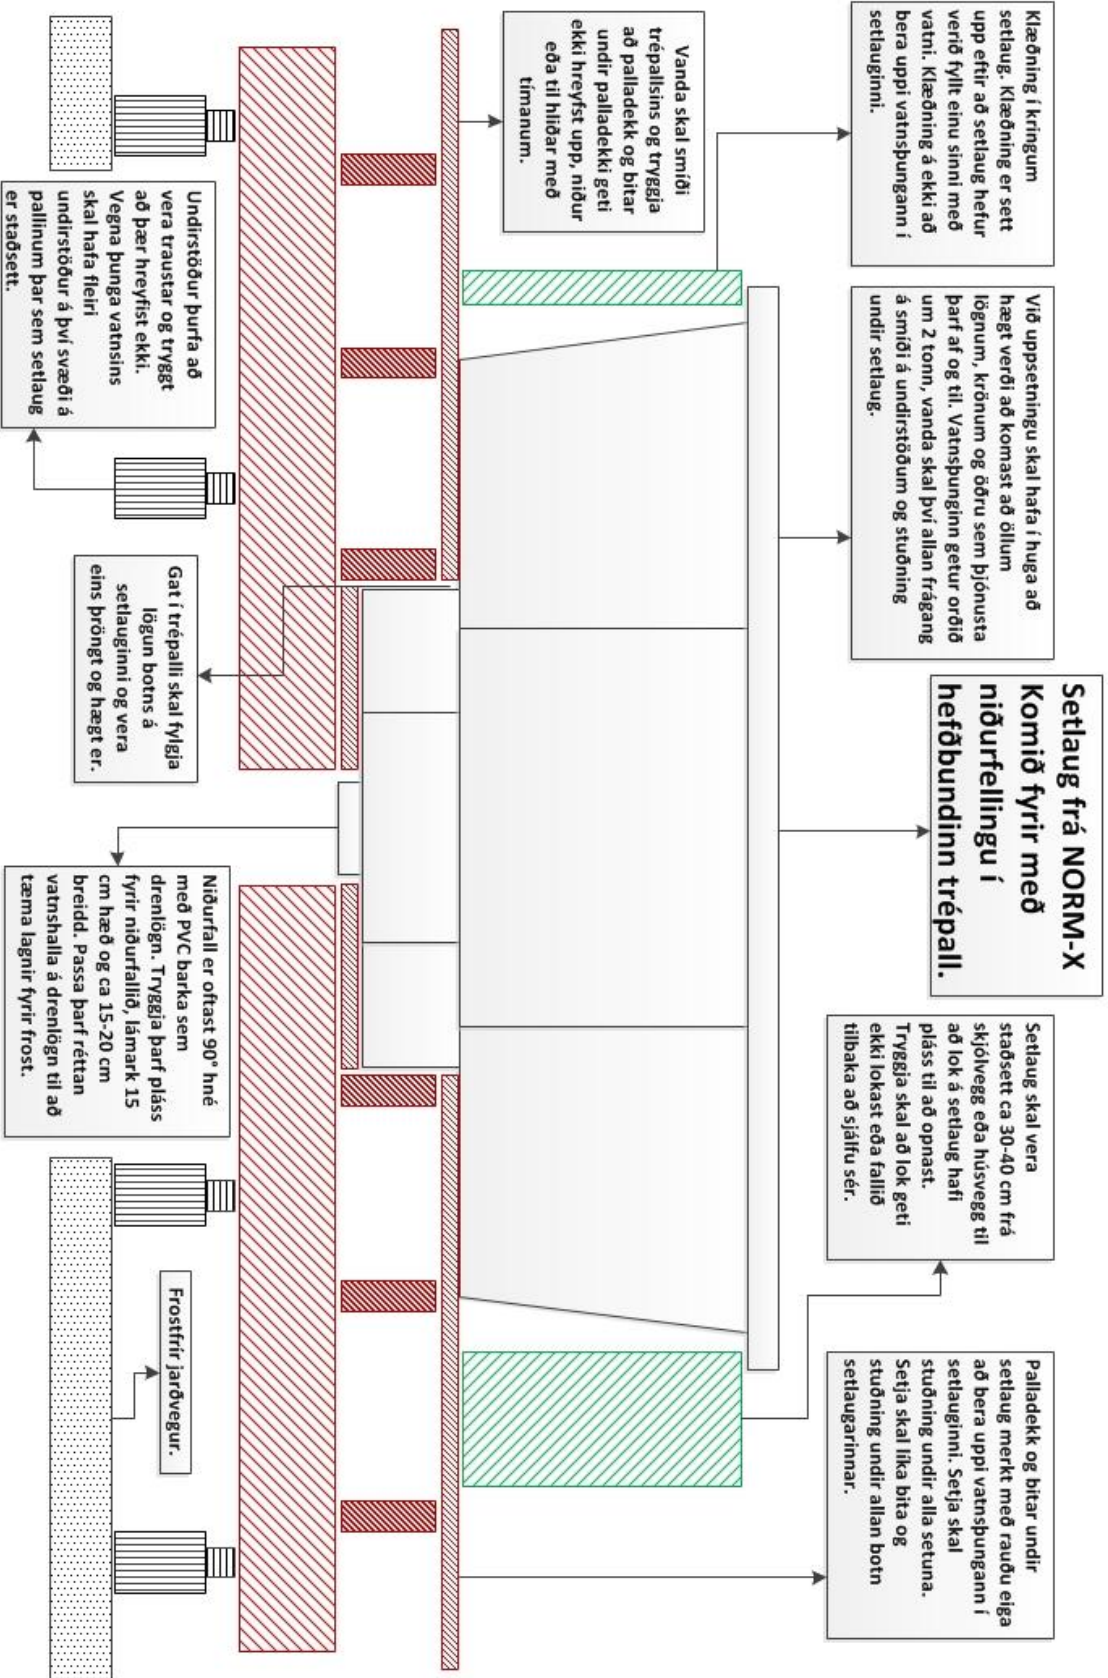 Setlaug frá NORM-X
Komið fyrir með
niðurfellingu í
hefðbundinn trépall.
Klæðning í kringum
setlaug. Klæðning er sett
upp eftir að setlaug hefur
verið fyllt einu sinni með
vatni. Klæðning á ekki að
bera uppi vatnsþungann í
setlauginni.
Við uppsetningu skal hafa í huga að
hægt verði að komast að öllum
lögnum, krönum og öðru sem þjónusta
þarf af og til. Vatnsþunginn getur orðið
um 2 tonn, vanda skal því allan frágang
á smíði á undirstöðum og stuðning
undir setlaug.
Setlaug skal vera
staðsett ca 30-40 cm frá
skjólvegg eða húsvegg til
að lok á setlaug hafi
pláss til að opnast.
Tryggja skal að lok geti
ekki lokast eða fallið
tilbaka að sjálfu sér.
Palladekk og bitar undir
setlaug merkt með rauðu eiga
að bera uppi vatnsþungann í
setlauginni. Setja skal
stuðning undir alla setuna.
Setja skal líka bita og
stuðning undir allan botn
setlaugarinnar.
Vanda skal smíði
trépallsins og tryggja
að palladekk og bitar
undir palladekki geti
ekki hreyfst upp, niður
eða til hliðar með
tímanum.
Undirstöður þurfa að
vera traustar og tryggt
að þær hreyfist ekki.
Vegna þunga vatnsins
skal hafa fleiri
undirstöður á því svæði á
pallinum þar sem setlaug
er staðsett.
Gat í trépalli skal fylgja
lögun botns á
setlauginni og vera
eins þröngt og hægt er.
Niðurfall er oftast 90° hné
með PVC barka sem
drenlögn. Tryggja þarf pláss
fyrir niðurfallið, lámark 15
cm hæð og ca 15-20 cm
breidd. Passa þarf réttan
vatnshalla á drenlögn til að
tæma lagnir fyrir frost.
Frostfrír jarðvegur.